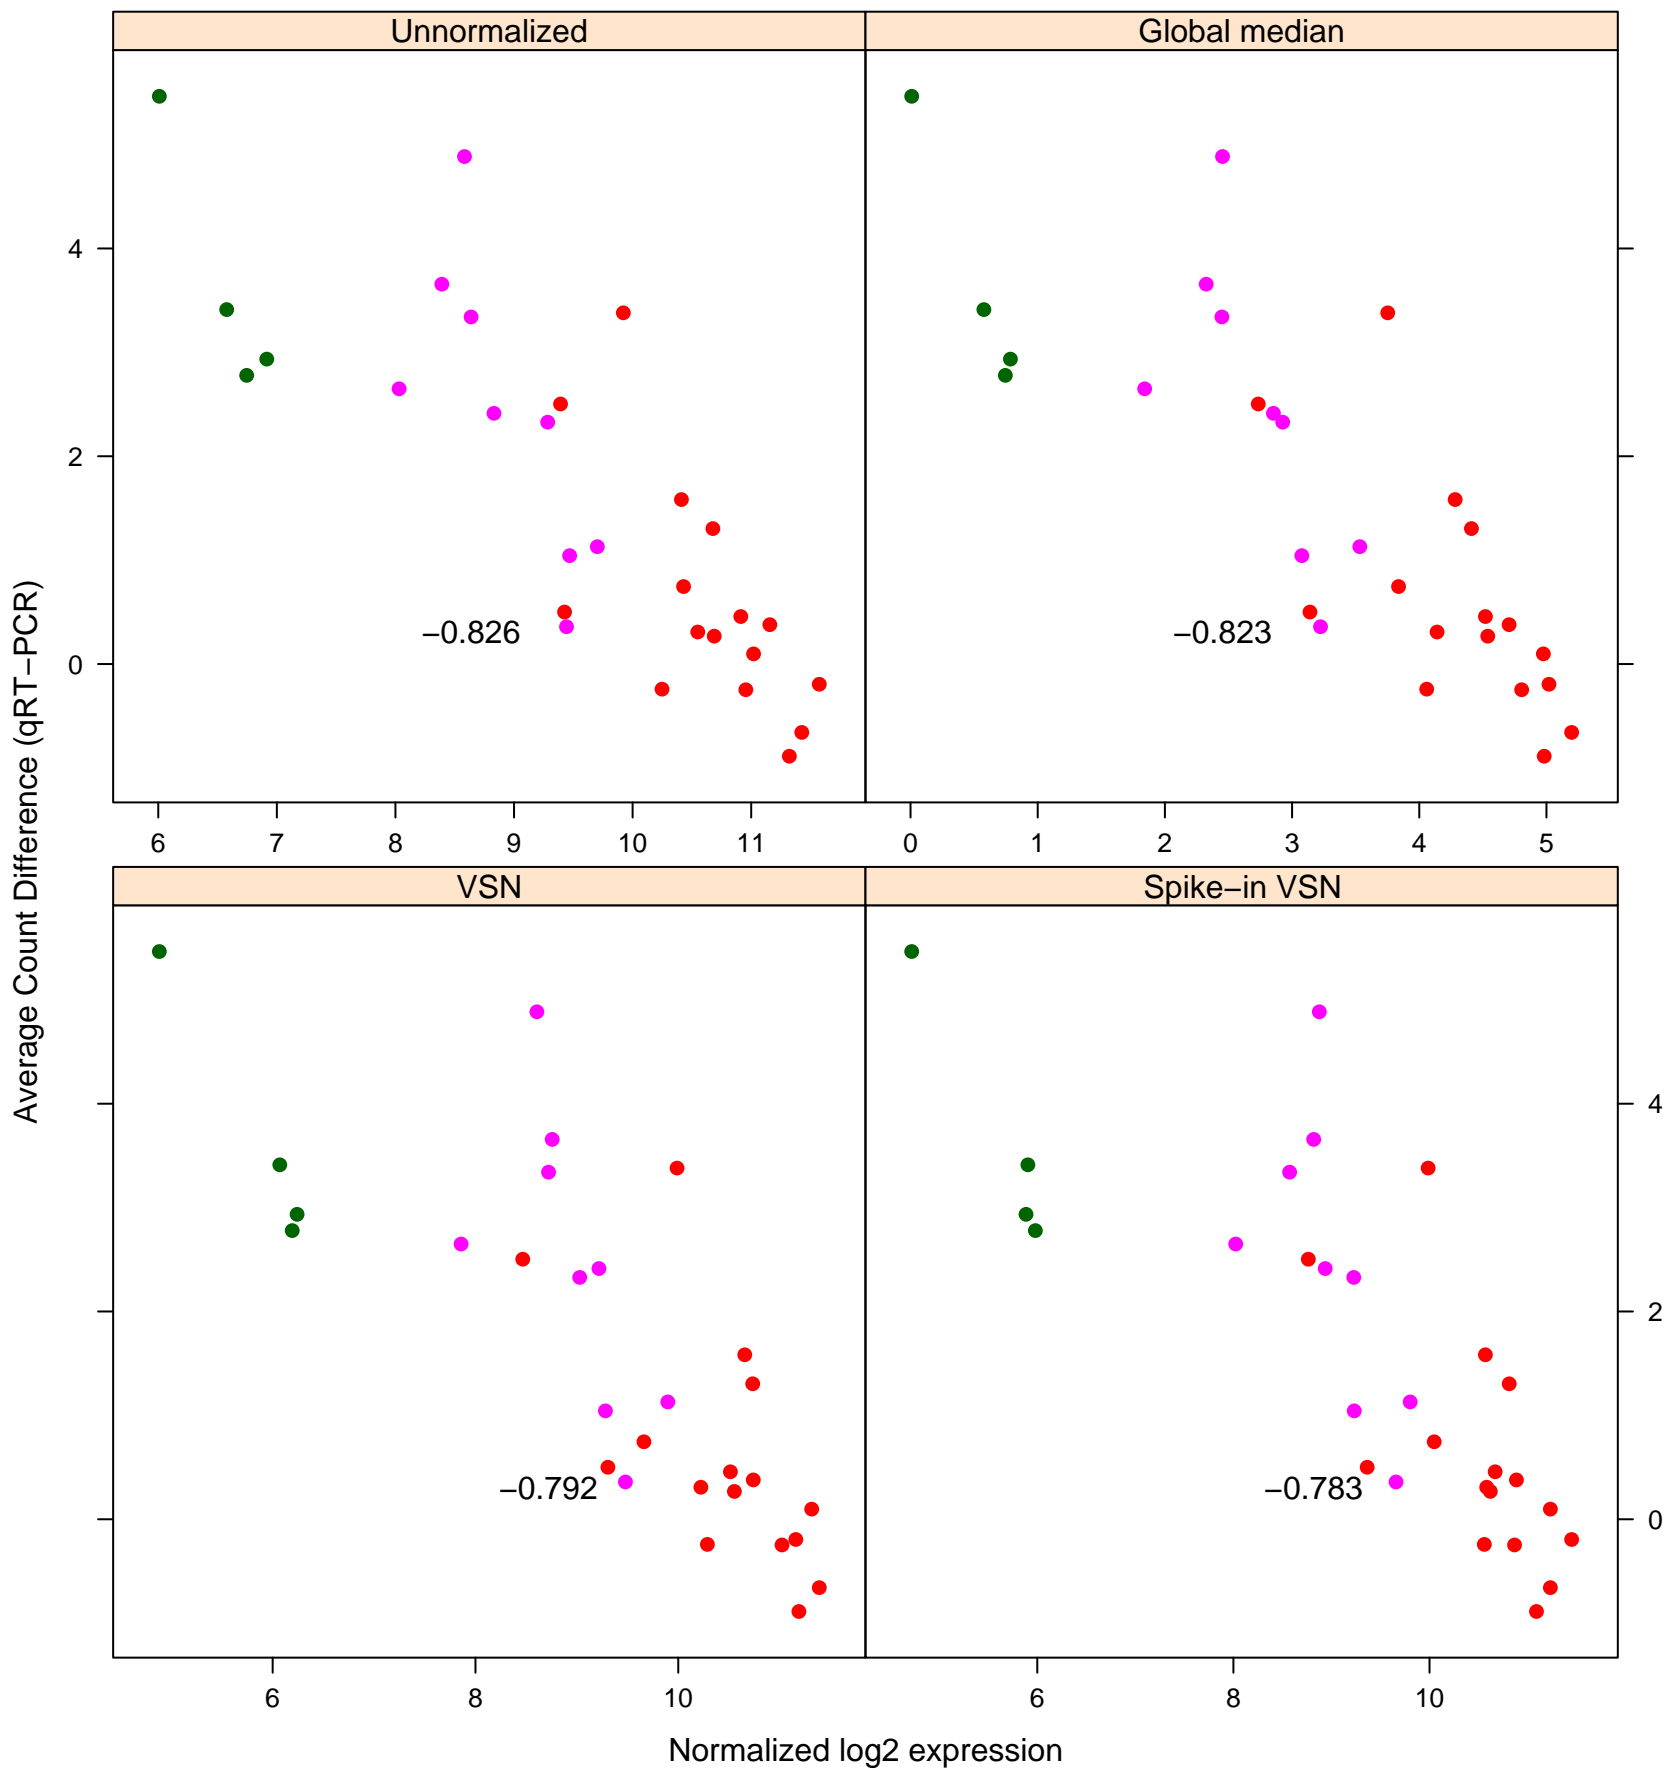 Unnormalized
Global median
4
2
0
−0.826
−0.823
6 7 8 9 10 11
0 1 2 3 4 5
Average Count Difference (qRT−PCR)
VSN
Spike−in VSN
4
2
0
−0.792
−0.783
6 8 10
6 8 10
Normalized log2 expression